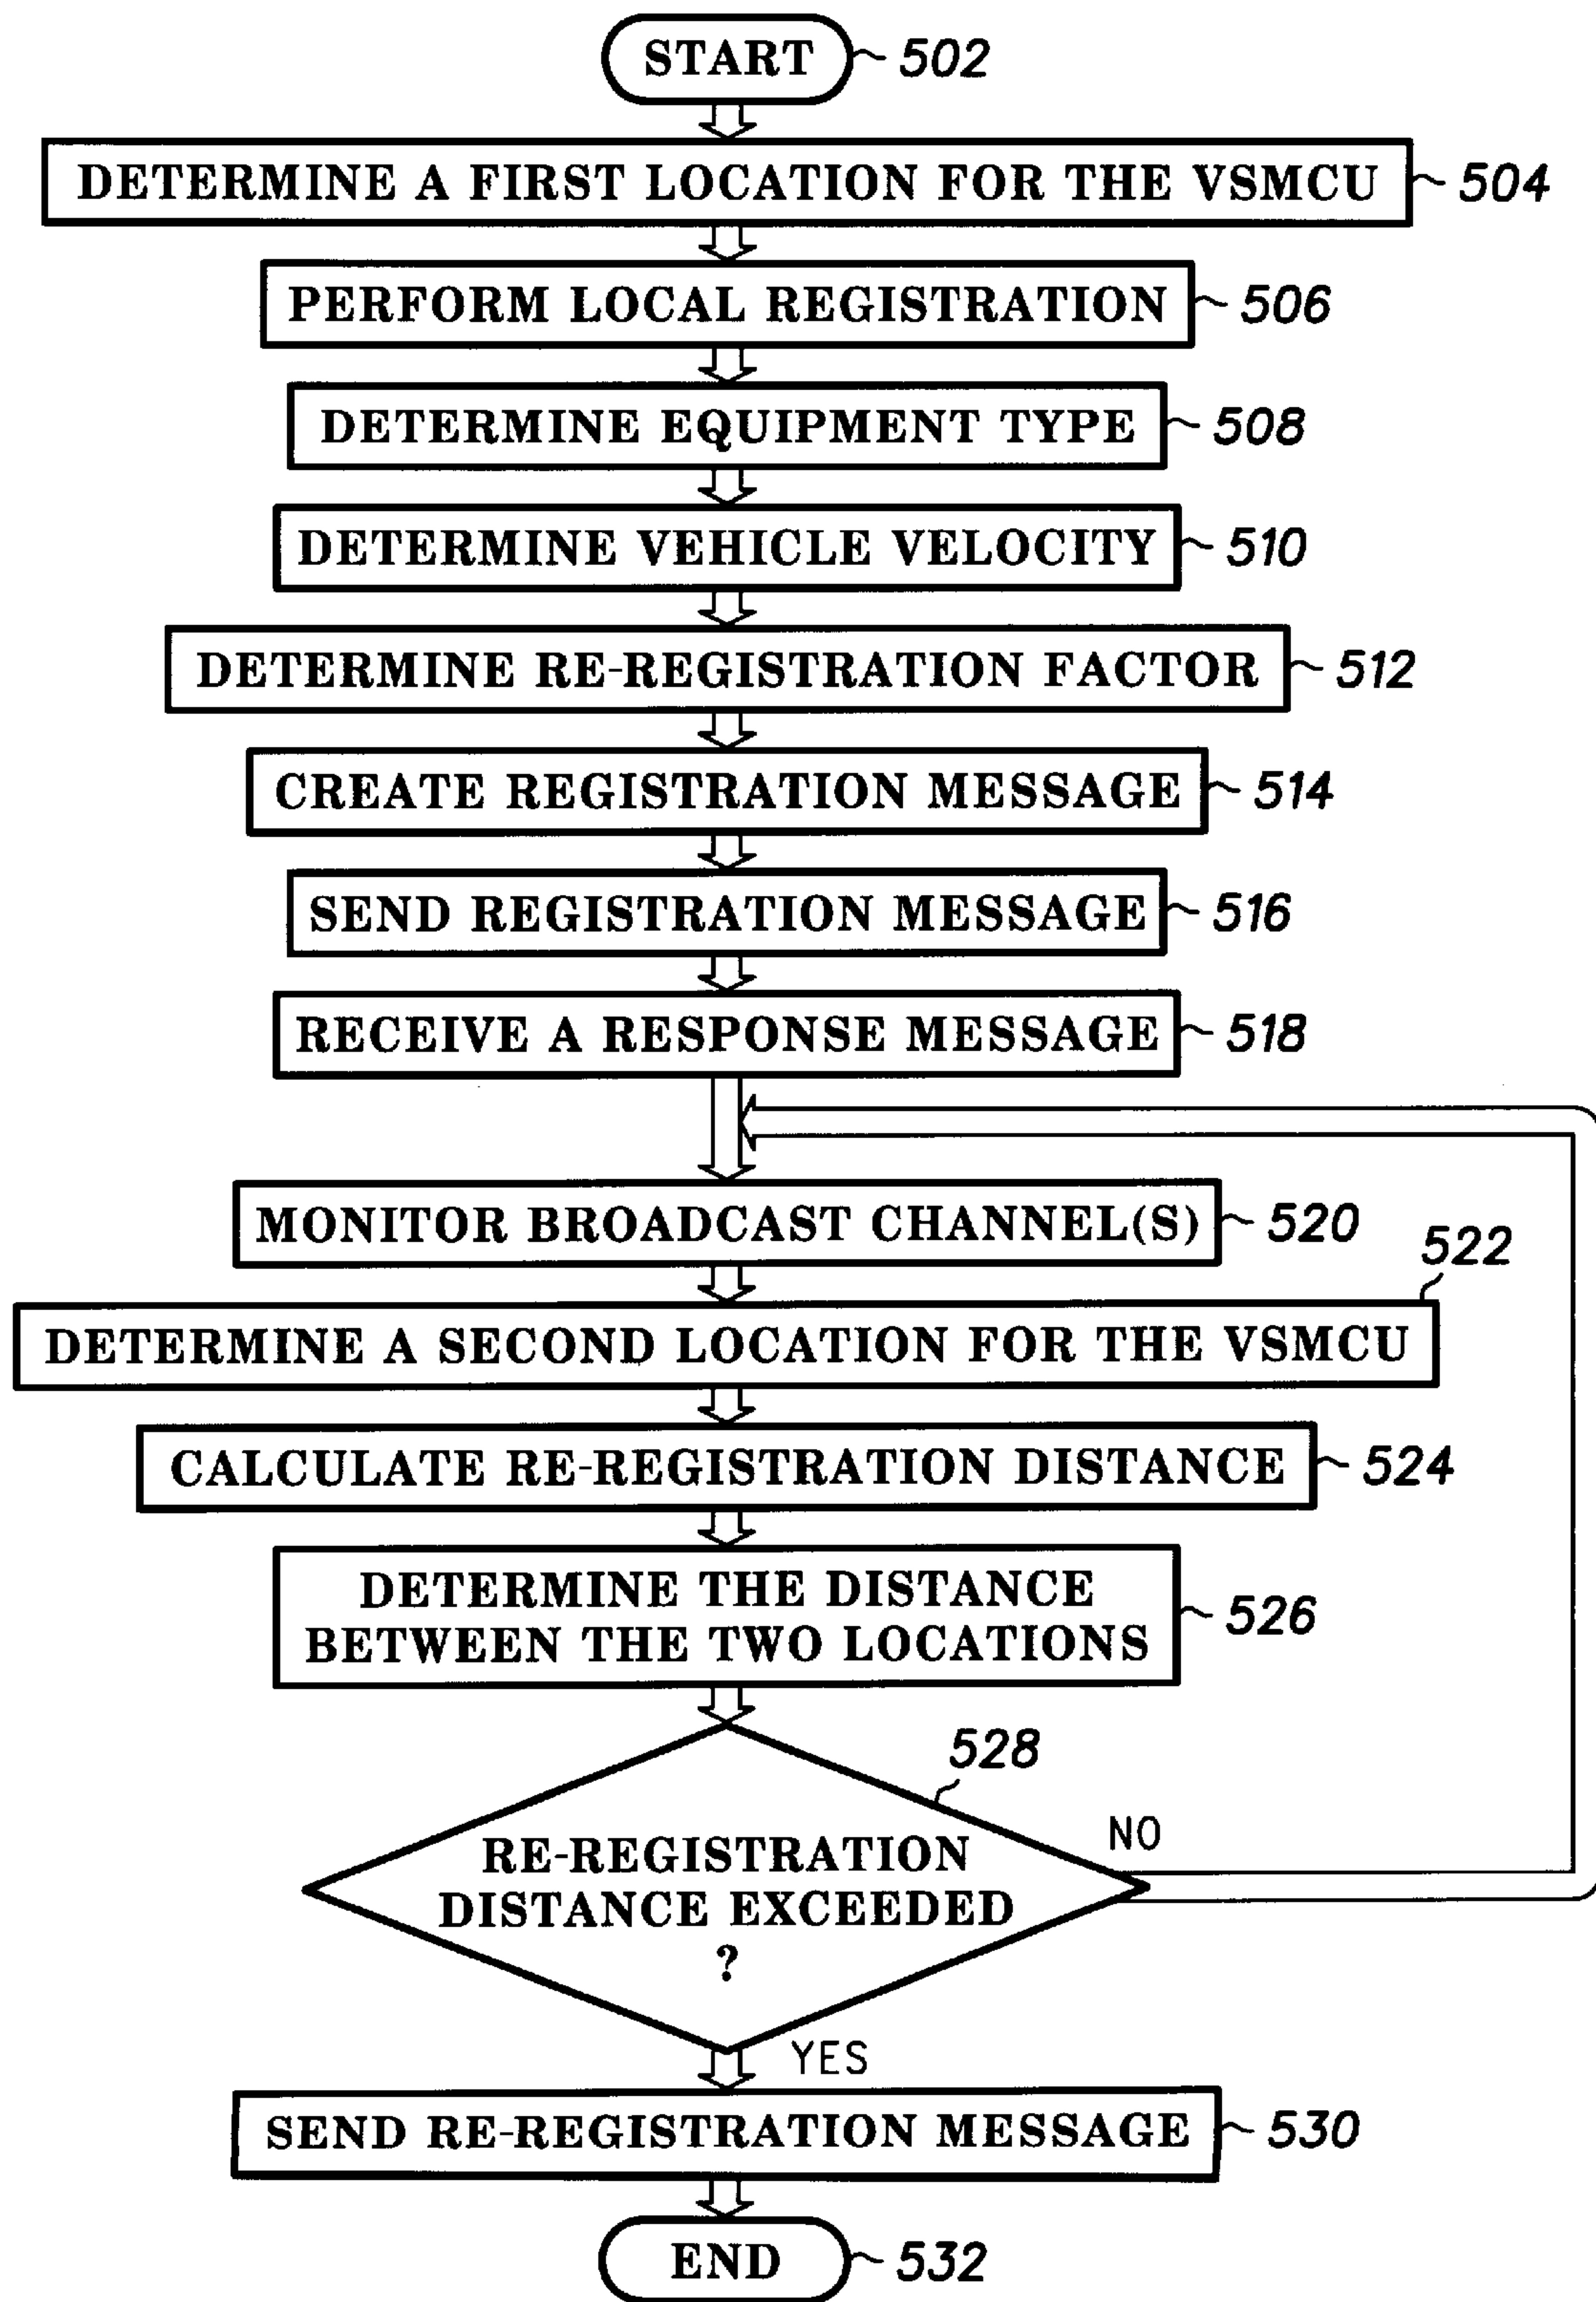 START 502
DETERMINE A FIRST LOCATION FOR THE VSMCU 504
PERFORM LOCAL REGISTRATION 506
DETERMINE EQUIPMENT TYPE 508
DETERMINE VEHICLE VELOCITY 510
DETERMINE RE-REGISTRATION FACTOR 512
CREATE REGISTRATION MESSAGE 514
SEND REGISTRATION MESSAGE 516
RECEIVE A RESPONSE MESSAGE 518
MONITOR BROADCAST CHANNEL(S) 520
522
DETERMINE A SECOND LOCATION FOR THE VSMCU
CALCULATE RE-REGISTRATION DISTANCE 524
DETERMINE THE DISTANCE
BETWEEN THE TWO LOCATIONS 526
528
NO
RE-REGISTRATION
DISTANCE EXCEEDED
?
YES
SEND RE-REGISTRATION MESSAGE 530
END 532